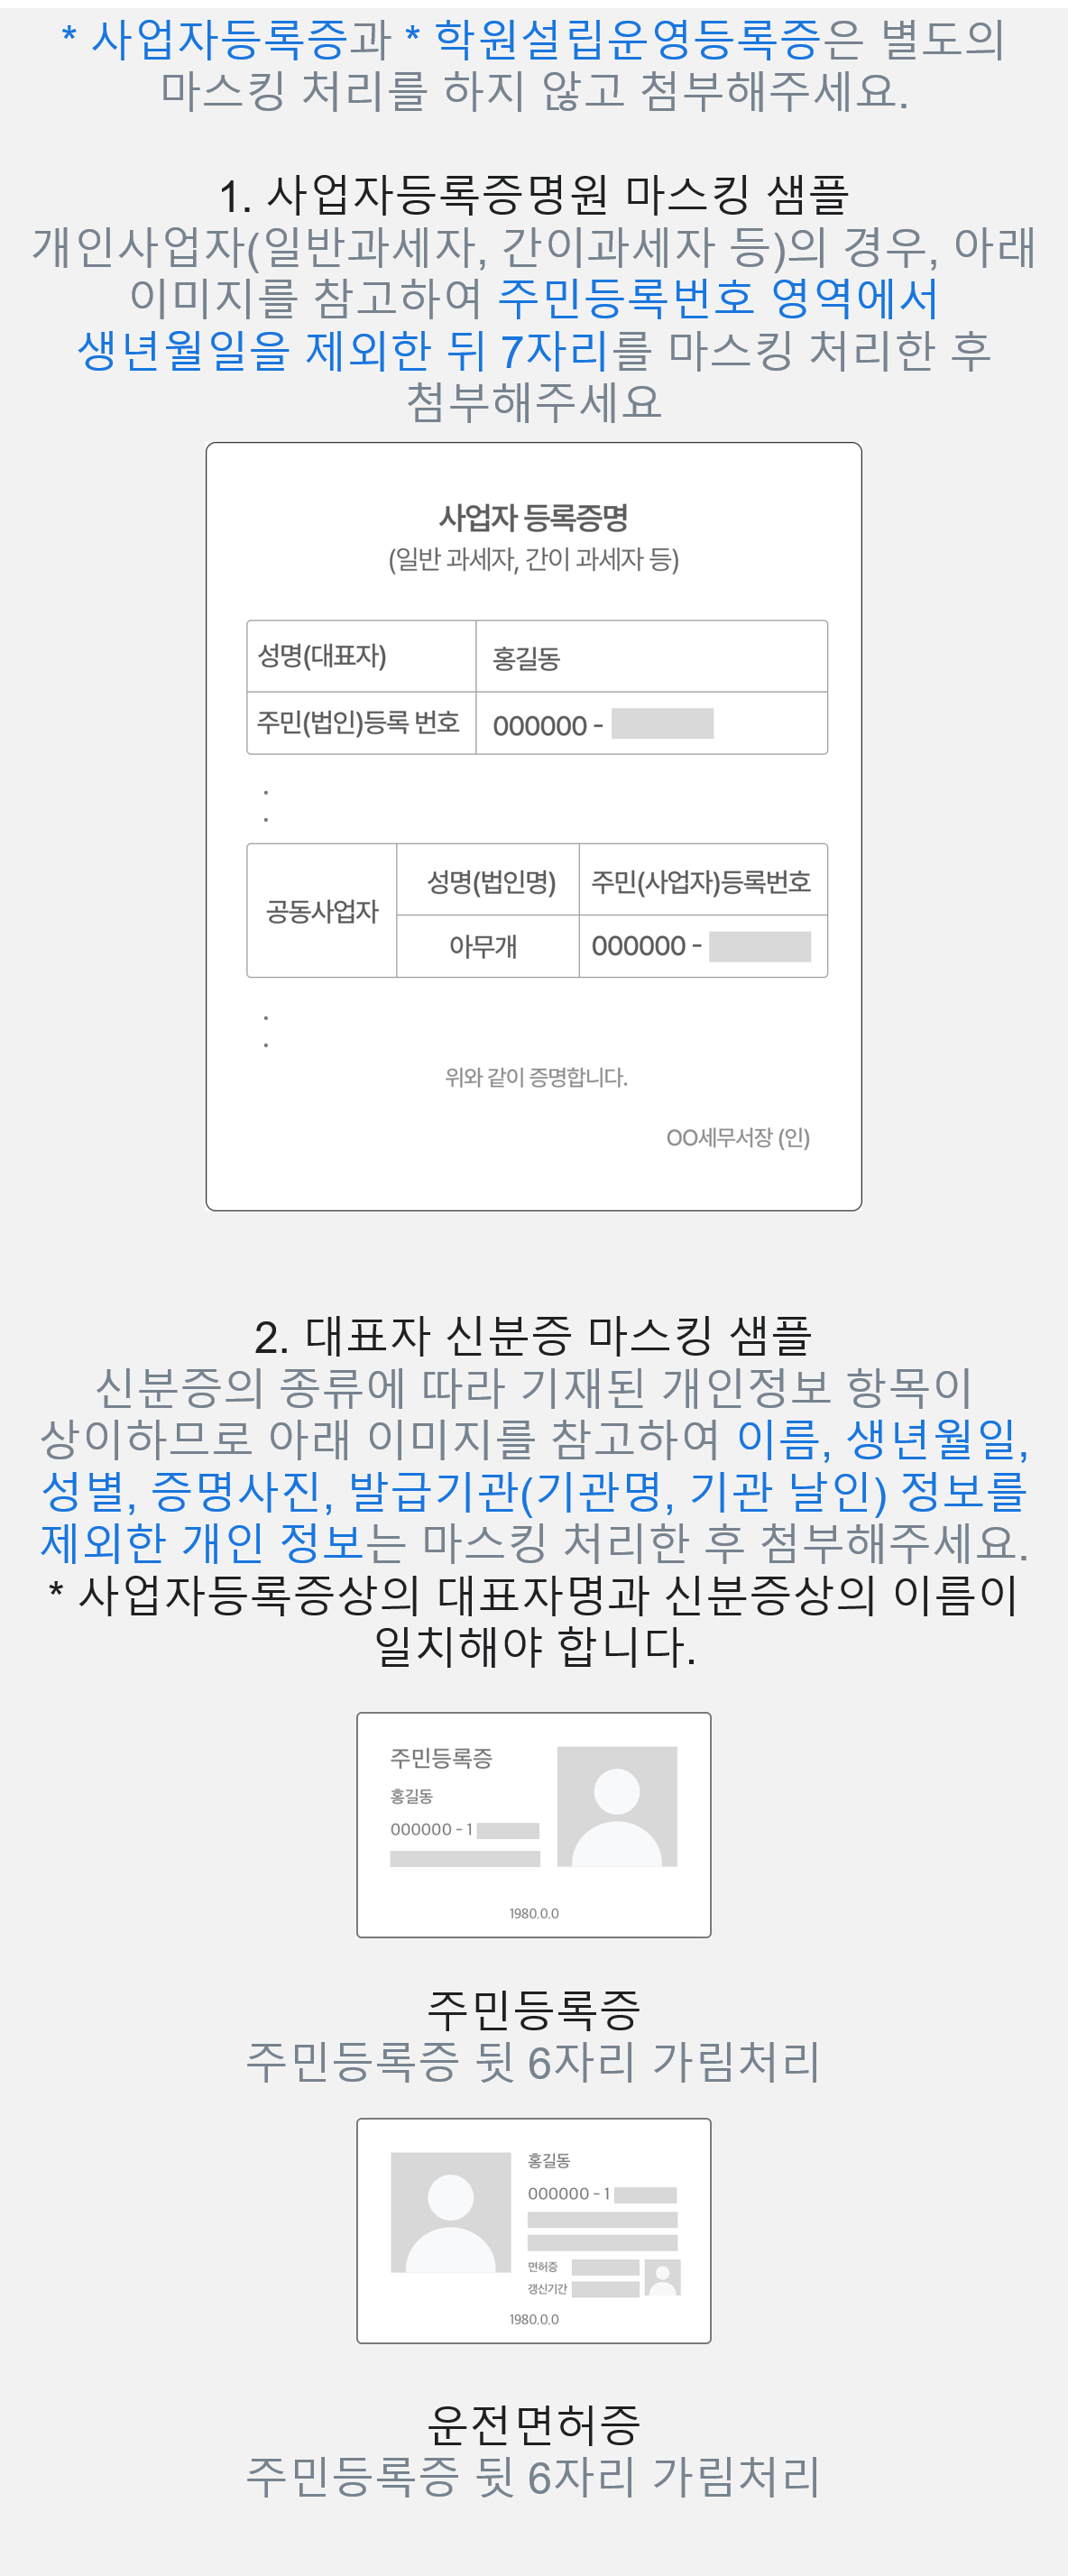 * 사업자등록증과 * 학원설립운영등록증은 별도의
마스킹 처리를 하지 않고 첨부해주세요.
1. 사업자등록증명원 마스킹 샘플
개인사업자(일반과세자, 간이과세자 등)의 경우, 아래
이미지를 참고하여 주민등록번호 영역에서
생년월일을 제외한 뒤 7자리를 마스킹 처리한 후
첨부해주세요
사업자 등록증명
(일반 과세자, 간이 과세자 등)
성명(대표자) 홍길동
주민(법인)등록 번호 000000 -
성명(법인명) 주민(사업자)등록번호
공동사업자
아무개 000000 -
위와 같이 증명합니다.
OO세무서장 (인)
2. 대표자 신분증 마스킹 샘플
신분증의 종류에 따라 기재된 개인정보 항목이
상이하므로 아래 이미지를 참고하여 이름, 생년월일,
성별, 증명사진, 발급기관(기관명, 기관 날인) 정보를
제외한 개인 정보는 마스킹 처리한 후 첨부해주세요.
* 사업자등록증상의 대표자명과 신분증상의 이름이
일치해야 합니다.
주민등록증
홍길동
000000 - 1
1980.0.0
주민등록증
주민등록증 뒷 6자리 가림처리
홍길동
000000 - 1
면허증
갱신기간
1980.0.0
운전면허증
주민등록증 뒷 6자리 가림처리